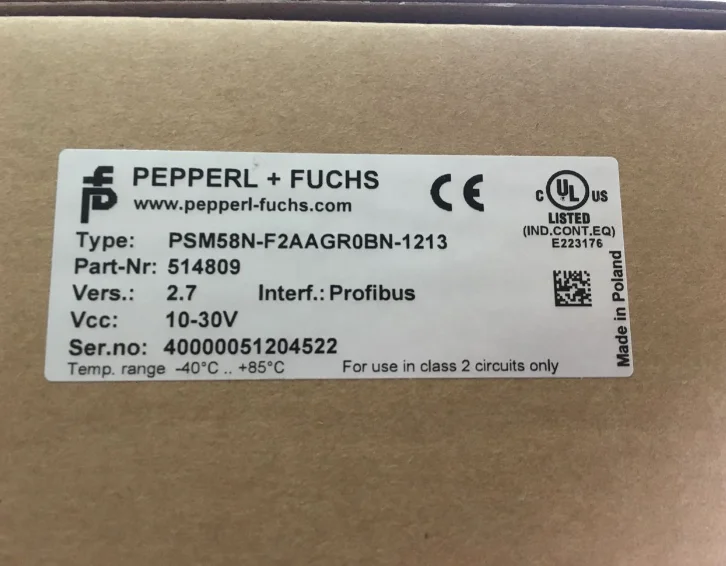 PEPPERL + FUCHS
www.pepperl-fuchs.com
CE
C UL US
LISTED
(IND.CONT.EQ)
E223176
Type: PSM58N-F2AAGR0BN-1213
Part-Nr: 514809
Vers.: 2.7 Interf.: Profibus
Vcc: 10-30V
Ser.no: 40000051204522
Temp. range -40°C .. +85°C For use in class 2 circuits only
Made in Poland